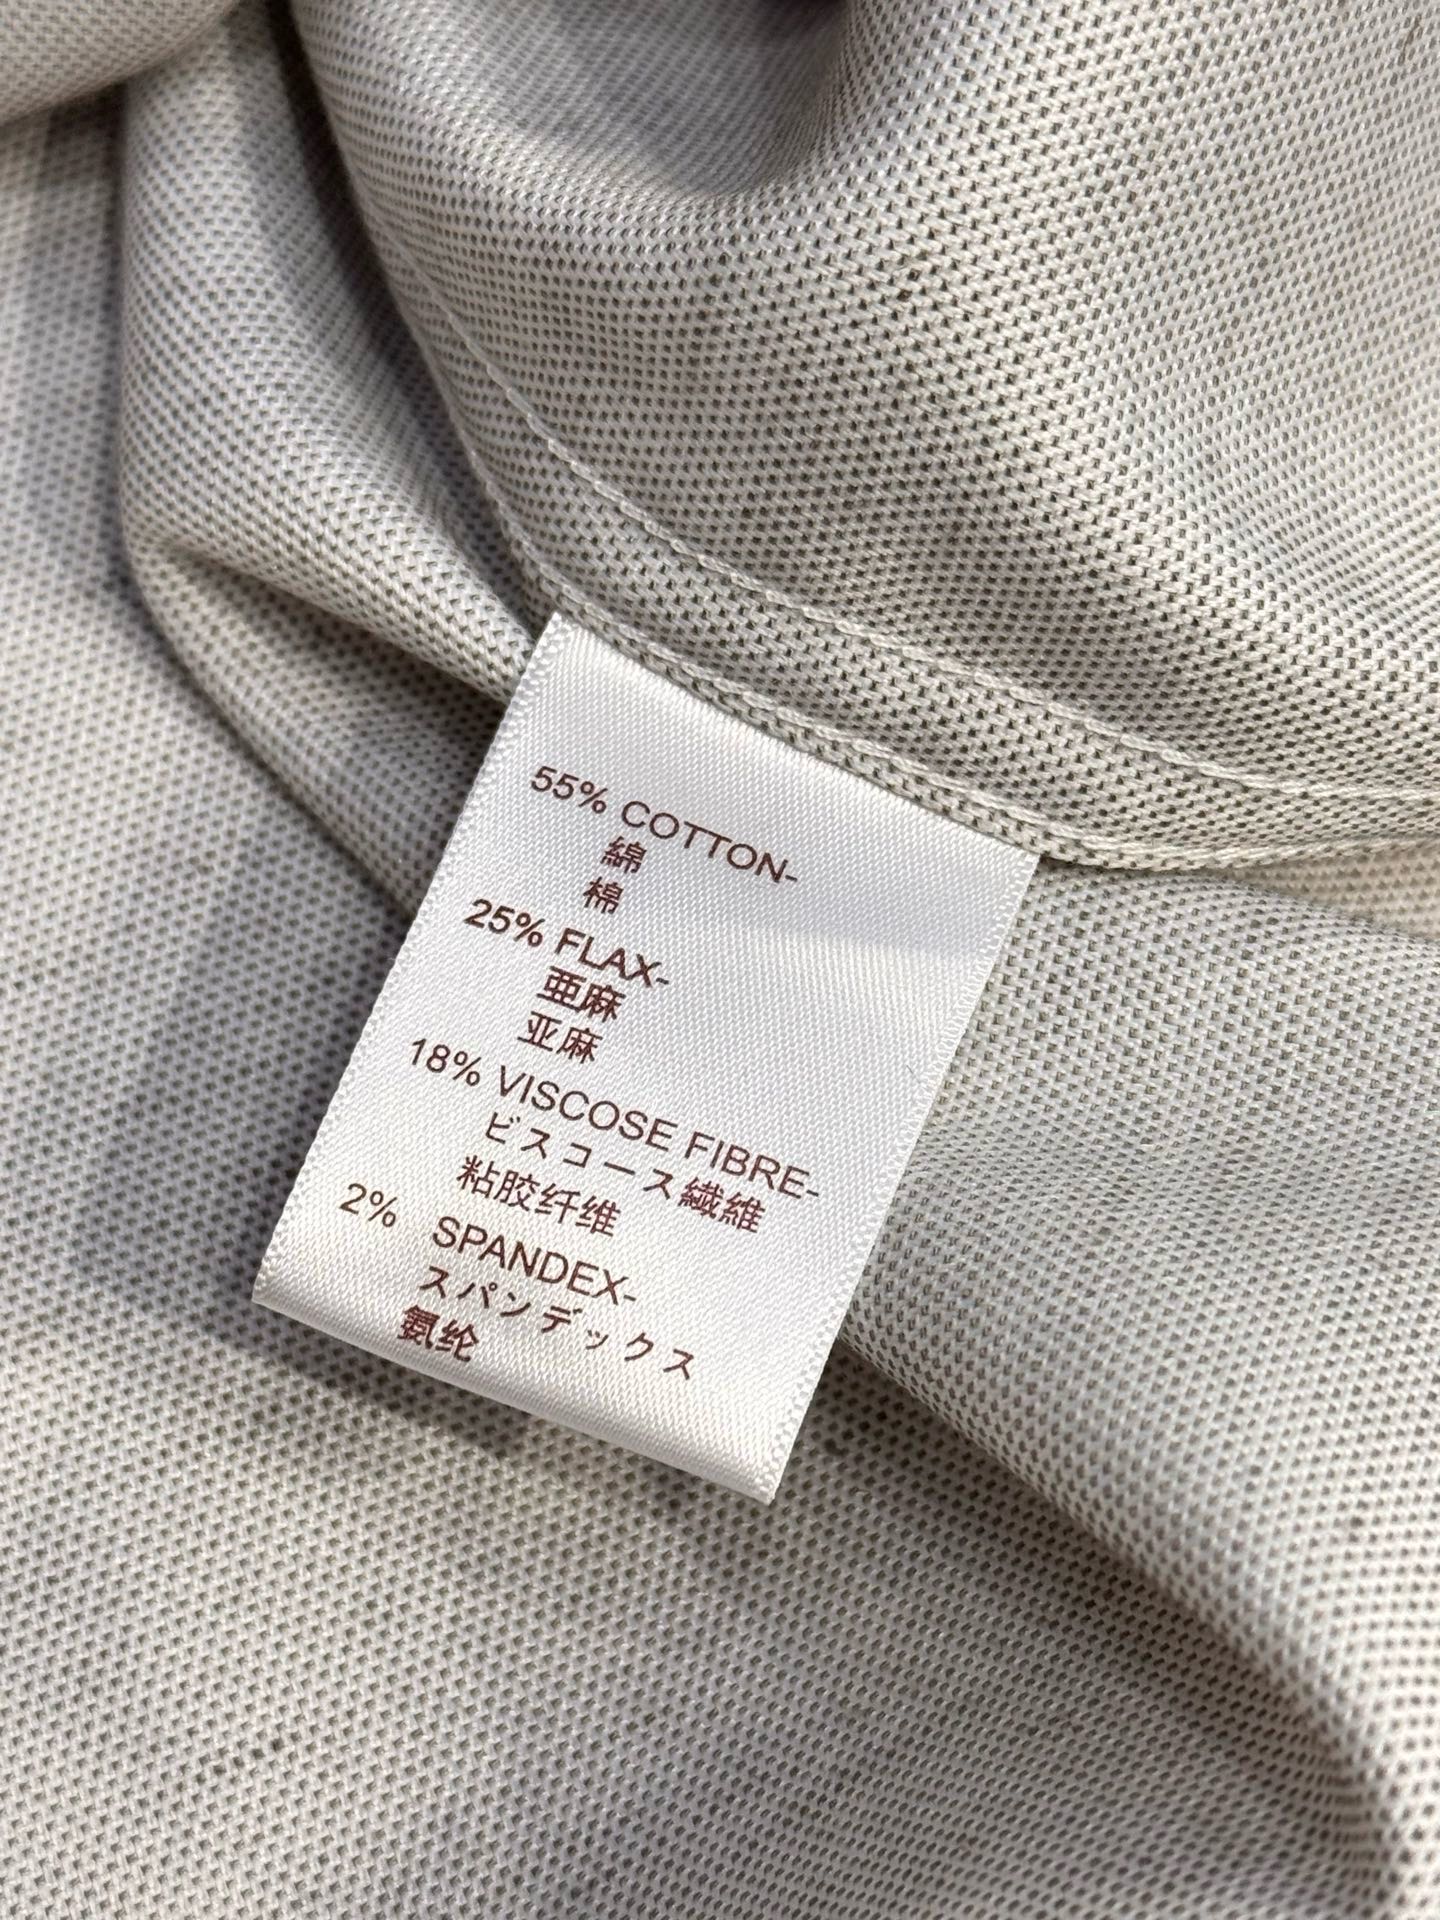 55% COTTON-
綿
棉
25% FLAX-
亜麻
亚麻
18% VISCOSE FIBRE-
ビスコース繊維
粘胶纤维
2% SPANDEX-
スパンデックス
氨纶